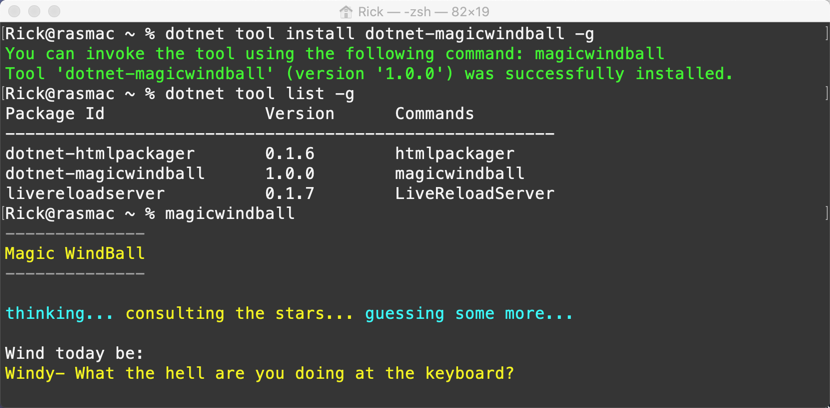 Rick — -zsh — 82×19
[Rick@rasmac ~ % dotnet tool install dotnet-magicwindball -g ]
You can invoke the tool using the following command: magicwindball
Tool 'dotnet-magicwindball' (version '1.0.0') was successfully installed.
[Rick@rasmac ~ % dotnet tool list -g ]
Package Id Version Commands
-------------------------------------------------------
dotnet-htmlpackager 0.1.6 htmlpackager
dotnet-magicwindball 1.0.0 magicwindball
livereloadserver 0.1.7 LiveReloadServer
[Rick@rasmac ~ % magicwindball ]
--------------
Magic WindBall
--------------
thinking... consulting the stars... guessing some more...
Wind today be:
Windy- What the hell are you doing at the keyboard?